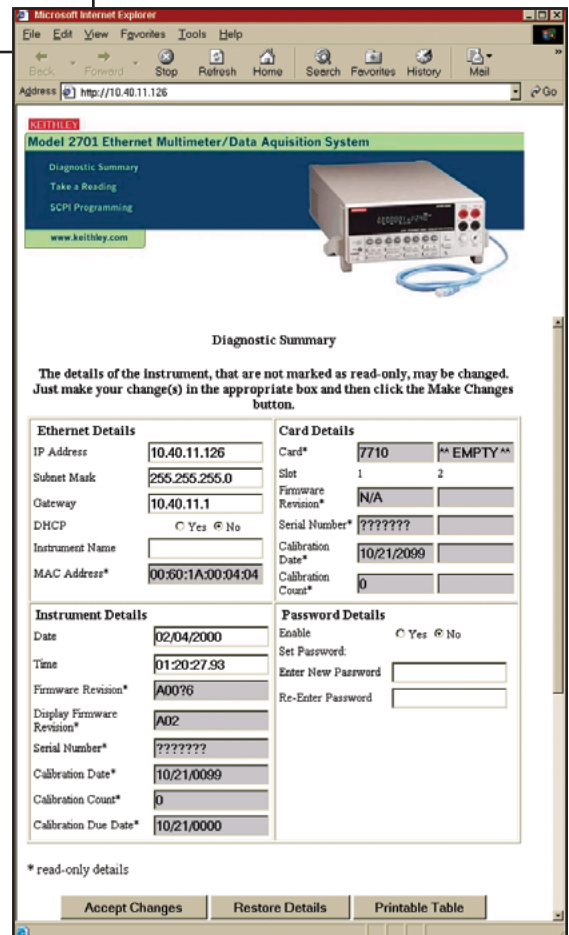 Microsoft Internet Explorer
File Edit View Favorites Tools Help
Back Forward Stop Refresh Home Search Favorites History Mail
Address http://10.40.11.126 Go
KEITHLEY
Model 2701 Ethernet Multimeter/Data Aquisition System
Diagnostic Summary
Take a Reading
SCPI Programming
www.keithley.com
Diagnostic Summary
The details of the instrument, that are not marked as read-only, may be changed.
Just make your change(s) in the appropriate box and then click the Make Changes
button.
Ethernet Details
IP Address 10.40.11.126
Subnet Mask 255.255.255.0
Gateway 10.40.11.1
DHCP Yes No
Instrument Name
MAC Address* 00:60:1A:00:04:04
Card Details
Card* 7710 ** EMPTY **
Slot 1 2
Firmware
Revision* N/A
Serial Number* ???????
Calibration
Date* 10/21/2099
Calibration
Count* 0
Instrument Details
Date 02/04/2000
Time 01:20:27.93
Firmware Revision* A00?6
Display Firmware
Revision* A02
Serial Number* ???????
Calibration Date* 10/21/0099
Calibration Count* 0
Calibration Due Date* 10/21/0000
Password Details
Enable Yes No
Set Password:
Enter New Password
Re-Enter Password
* read-only details
Accept Changes Restore Details Printable Table